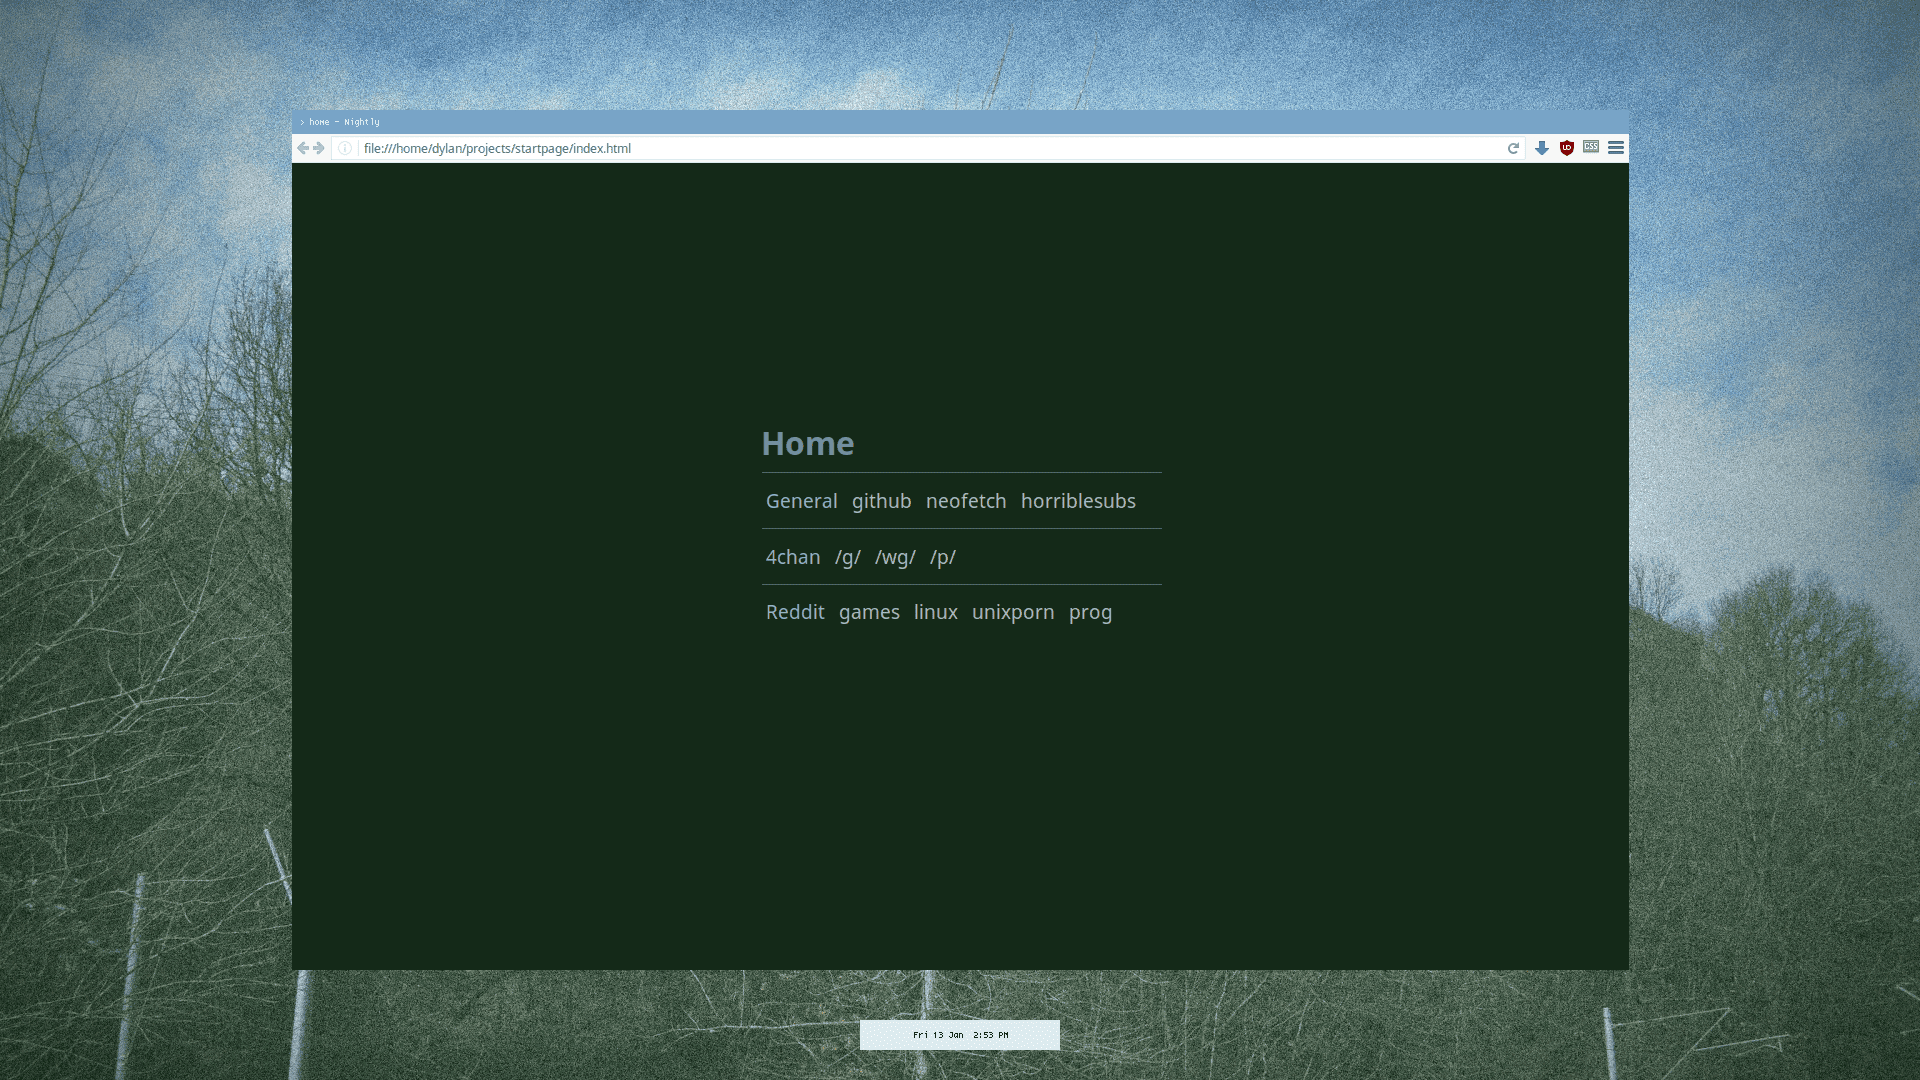 > home - Nightly
file:///home/dylan/projects/startpage/index.html
CSS
Home
General github neofetch horriblesubs
4chan /g/ /wg/ /p/
Reddit games linux unixporn prog
Fri 13 Jan 2:53 PM